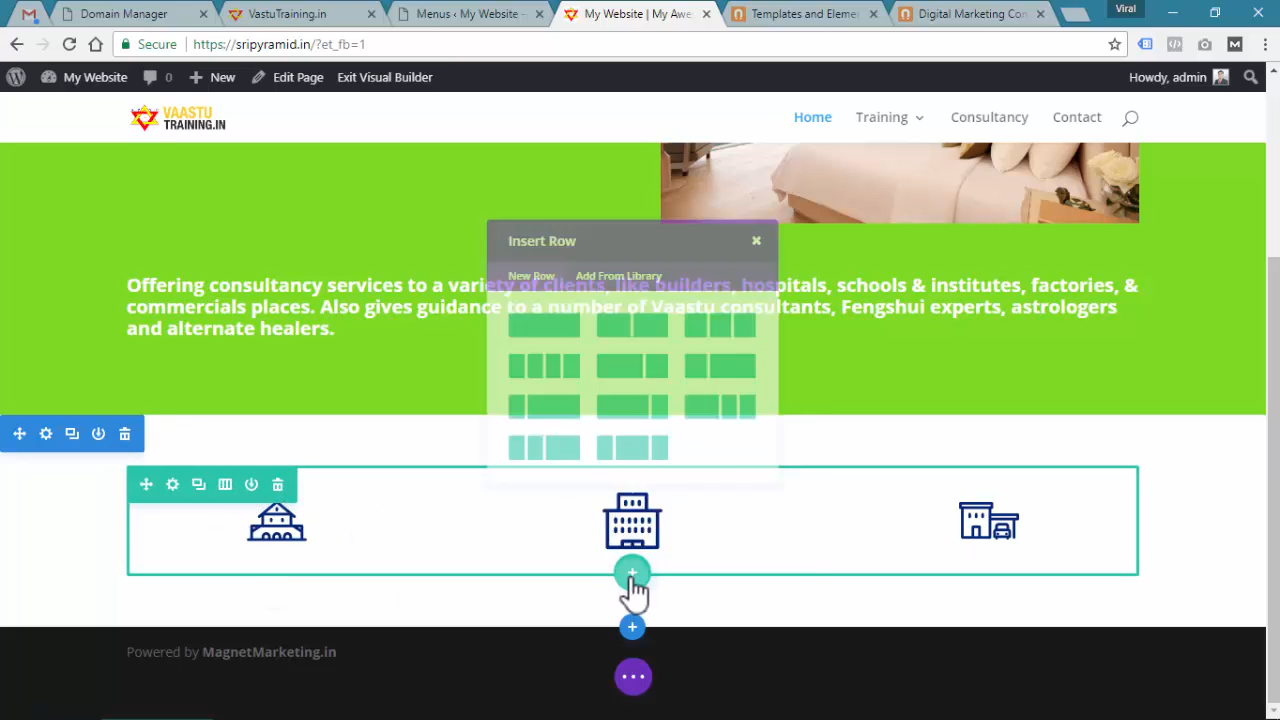 Domain Manager
VastuTraining.in
Menus ‹ My Website –
My Website | My Awe
Templates and Eleme
Digital Marketing Con
Viral
Secure
https://sripyramid.in/?et_fb=1
My Website
0
New
Edit Page
Exit Visual Builder
Howdy, admin
VAASTU
TRAINING.IN
Home
Training
Consultancy
Contact
Insert Row
New Row
Add From Library
Offering consultancy services to a variety of clients, like builders, hospitals, schools & institutes, factories, &
commercials places. Also gives guidance to a number of Vaastu consultants, Fengshui experts, astrologers
and alternate healers.
Powered by MagnetMarketing.in